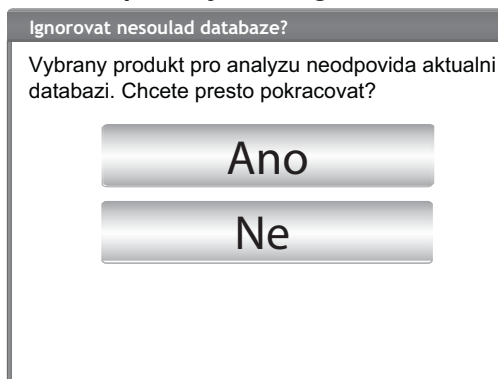 Ignorovat nesoulad databaze?
Vybrany produkt pro analyzu neodpovida aktualni
databazi. Chcete presto pokracovat?
Ano
Ne